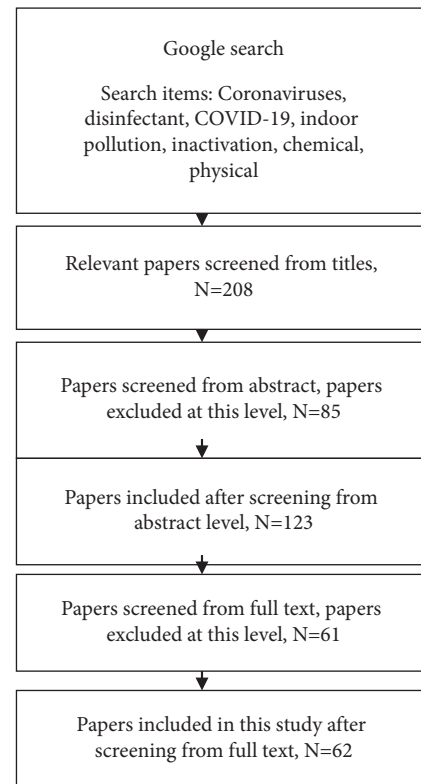 Google search
Search items: Coronaviruses,
disinfectant, COVID-19, indoor
pollution, inactivation, chemical,
physical
Relevant papers screened from titles,
N=208
Papers screened from abstract, papers
excluded at this level, N=85
Papers included after screening from
abstract level, N=123
Papers screened from full text, papers
excluded at this level, N=61
Papers included in this study after
screening from full text, N=62